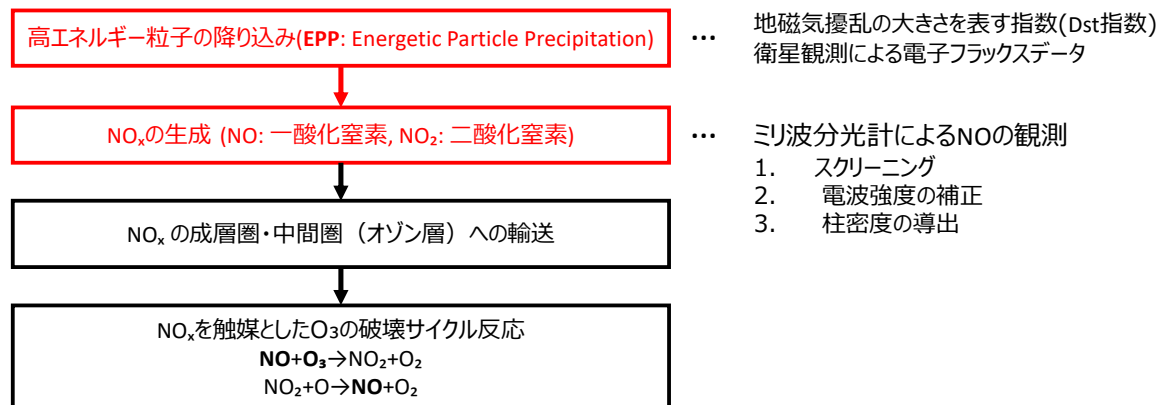 高エネルギー粒子の降り込み(EPP: Energetic Particle Precipitation)
… 地磁気擾乱の大きさを表す指数(Dst指数)
衛星観測による電子フラックスデータ
NOₓの生成 (NO: 一酸化窒素, NO₂: 二酸化窒素)
… ミリ波分光計によるNOの観測
1. スクリーニング
2. 電波強度の補正
3. 柱密度の導出
NOₓ の成層圏・中間圏（オゾン層）への輸送
NOₓを触媒としたO₃の破壊サイクル反応
NO+O₃→NO₂+O₂
NO₂+O→NO+O₂